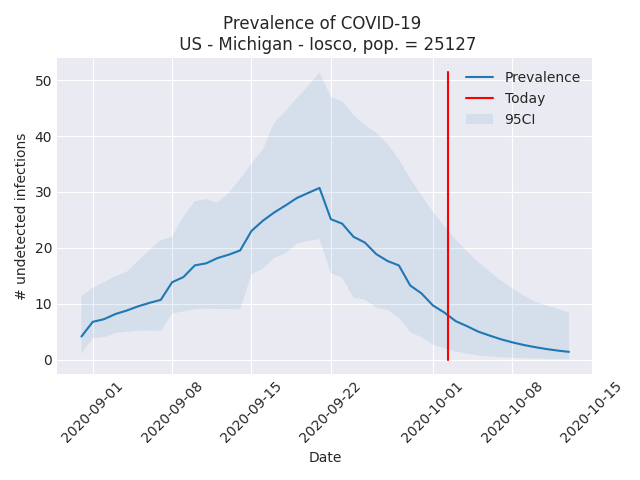 Prevalence of COVID-19
US - Michigan - Iosco, pop. = 25127
Prevalence
Today
95CI
# undetected infections
50
40
30
20
10
0
2020-09-01
2020-09-08
2020-09-15
2020-09-22
2020-10-01
2020-10-08
2020-10-15
Date